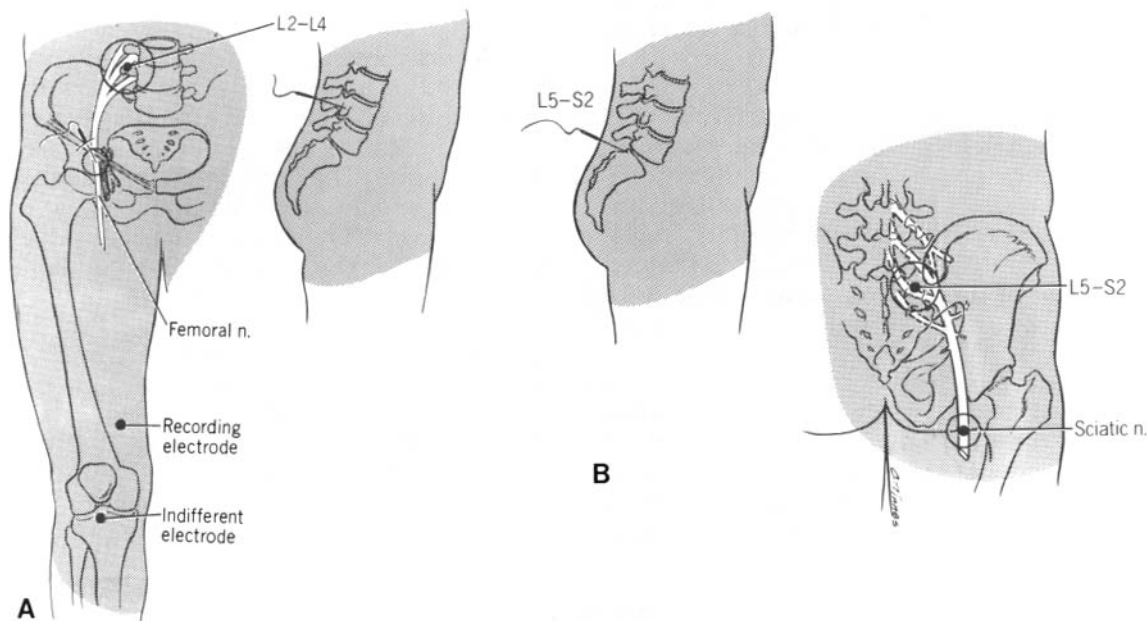 L2–L4
Femoral n.
Recording
electrode
Indifferent
electrode
A
L5–S2
L5–S2
Sciatic n.
B